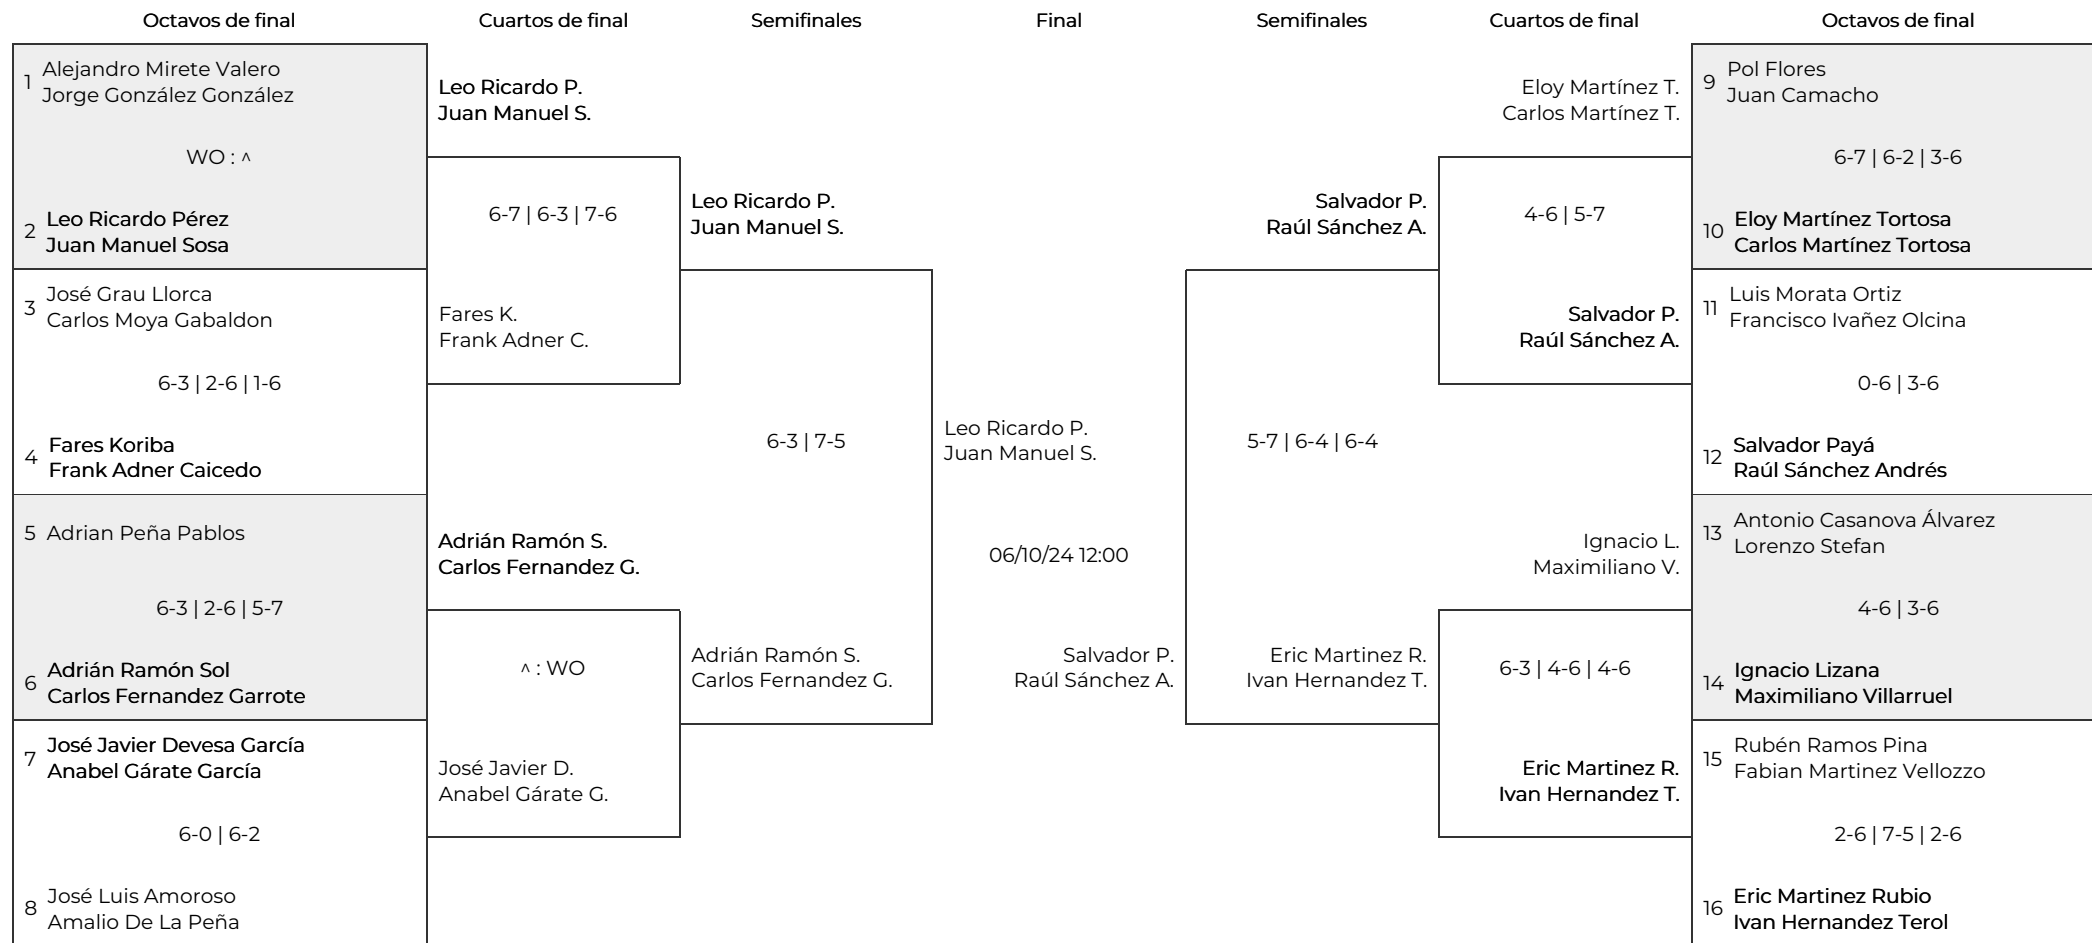 Octavos de final
Cuartos de final
Semifinales
Final
Semifinales
Cuartos de final
Octavos de final
1
Alejandro Mirete Valero
Jorge González González
WO : ^
2
Leo Ricardo Pérez
Juan Manuel Sosa
3
José Grau Llorca
Carlos Moya Gabaldon
6-3 | 2-6 | 1-6
4
Fares Koriba
Frank Adner Caicedo
5 Adrian Peña Pablos
6-3 | 2-6 | 5-7
6
Adrián Ramón Sol
Carlos Fernandez Garrote
7
José Javier Devesa García
Anabel Gárate García
6-0 | 6-2
8
José Luis Amoroso
Amalio De La Peña
Leo Ricardo P.
Juan Manuel S.
6-7 | 6-3 | 7-6
Fares K.
Frank Adner C.
Adrián Ramón S.
Carlos Fernandez G.
^ : WO
José Javier D.
Anabel Gárate G.
Leo Ricardo P.
Juan Manuel S.
6-3 | 7-5
Adrián Ramón S.
Carlos Fernandez G.
Leo Ricardo P.
Juan Manuel S.
06/10/24 12:00
Salvador P.
Raúl Sánchez A.
Salvador P.
Raúl Sánchez A.
5-7 | 6-4 | 6-4
Eric Martinez R.
Ivan Hernandez T.
Eloy Martínez T.
Carlos Martínez T.
4-6 | 5-7
Salvador P.
Raúl Sánchez A.
Ignacio L.
Maximiliano V.
6-3 | 4-6 | 4-6
Eric Martinez R.
Ivan Hernandez T.
9
Pol Flores
Juan Camacho
6-7 | 6-2 | 3-6
10
Eloy Martínez Tortosa
Carlos Martínez Tortosa
11
Luis Morata Ortiz
Francisco Ivañez Olcina
0-6 | 3-6
12
Salvador Payá
Raúl Sánchez Andrés
13
Antonio Casanova Álvarez
Lorenzo Stefan
4-6 | 3-6
14
Ignacio Lizana
Maximiliano Villarruel
15
Rubén Ramos Pina
Fabian Martinez Vellozzo
2-6 | 7-5 | 2-6
16
Eric Martinez Rubio
Ivan Hernandez Terol